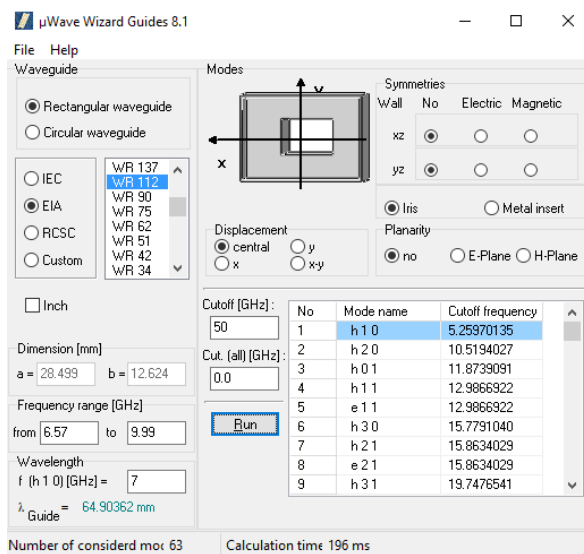 µWave Wizard Guides 8.1
File Help
Waveguide
Rectangular waveguide
Circular waveguide
IEC
EIA
RCSC
Custom
WR 137
WR 112
WR 90
WR 75
WR 62
WR 51
WR 42
WR 34
Inch
Dimension [mm]
a = 28.499 b = 12.624
Frequency range [GHz]
from 6.57 to 9.99
Wavelength
f (h 1 0) [GHz] = 7
λ Guide = 64.90362 mm
Modes
y
x
Symmetries
Wall No Electric Magnetic
xz
yz
Iris Metal insert
Displacement
central y
x x-y
Planarity
no E-Plane H-Plane
Cutoff [GHz] :
50
Cut. (all) [GHz] :
0.0
Run
No Mode name Cutoff frequency
1 h 1 0 5.25970135
2 h 2 0 10.5194027
3 h 0 1 11.8739091
4 h 1 1 12.9866922
5 e 1 1 12.9866922
6 h 3 0 15.7791040
7 h 2 1 15.8634029
8 e 2 1 15.8634029
9 h 3 1 19.7476541
Number of considerd moc 63 Calculation time 196 ms